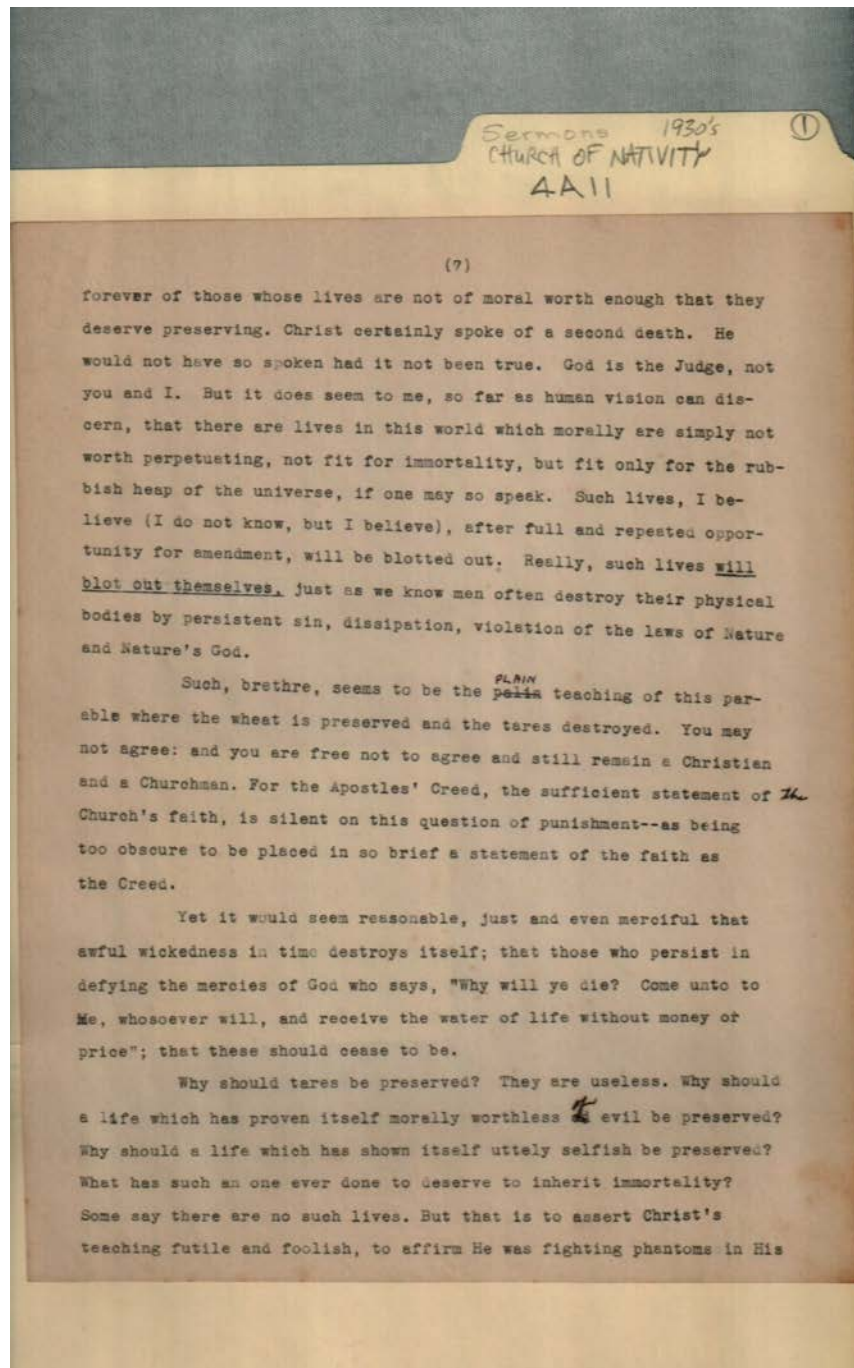 Sermons 1930's ①
CHURCH OF NATIVITY
4A11
(7)
forever of those whose lives are not of moral worth enough that they
deserve preserving. Christ certainly spoke of a second death. He
would not have so spoken had it not been true. God is the Judge, not
you and I. But it does seem to me, so far as human vision can dis-
cern, that there are lives in this world which morally are simply not
worth perpetuating, not fit for immortality, but fit only for the rub-
bish heap of the universe, if one may so speak. Such lives, I be-
lieve (I do not know, but I believe), after full and repeated oppor-
tunity for amendment, will be blotted out. Really, such lives will
blot out themselves, just as we know men often destroy their physical
bodies by persistent sin, dissipation, violation of the laws of Nature
and Nature's God.
PLAIN
Such, brethre, seems to be the palin teaching of this par-
able where the wheat is preserved and the tares destroyed. You may
not agree: and you are free not to agree and still remain a Christian
and a Churchman. For the Apostles' Creed, the sufficient statement of the
Church's faith, is silent on this question of punishment--as being
too obscure to be placed in so brief a statement of the faith as
the Creed.
Yet it would seem reasonable, just and even merciful that
awful wickedness in time destroys itself; that those who persist in
defying the mercies of God who says, "Why will ye die? Come unto to
Me, whosoever will, and receive the water of life without money or
price"; that these should cease to be.
Why should tares be preserved? They are useless. Why should
a life which has proven itself morally worthless evil be preserved?
Why should a life which has shown itself uttely selfish be preserved?
What has such an one ever done to deserve to inherit immortality?
Some say there are no such lives. But that is to assert Christ's
teaching futile and foolish, to affirm He was fighting phantoms in His